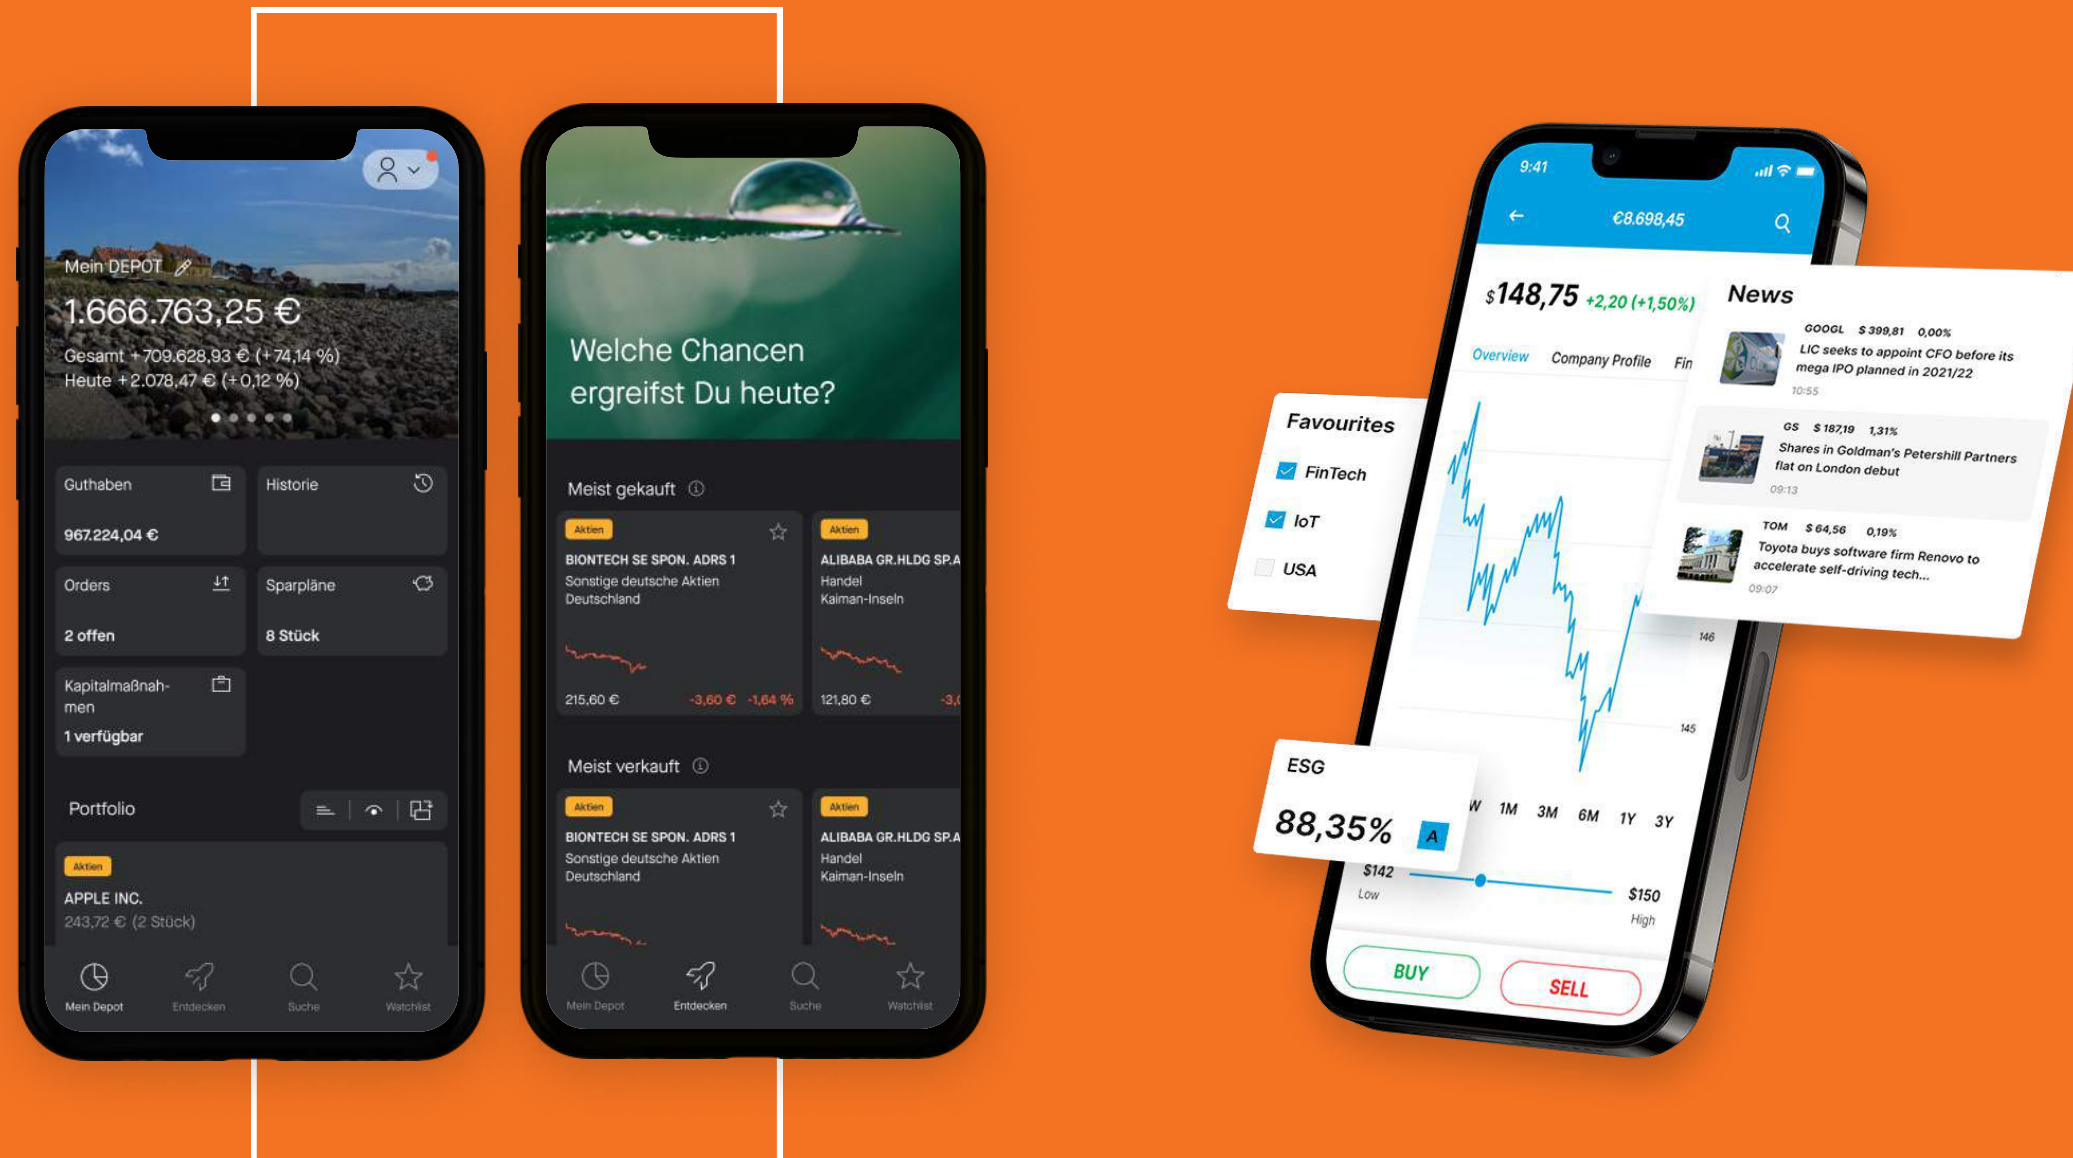 Mein DEPOT
1.666.763,25 €
Gesamt +709.628,93 € (+74,14 %)
Heute +2.078,47 € (+0,12 %)
Guthaben
967.224,04 €
Historie
Orders
2 offen
Sparpläne
8 Stück
Kapitalmaßnah-
men
1 verfügbar
Portfolio
Aktien
APPLE INC.
243,72 € (2 Stück)
Mein Depot
Entdecken
Suche
Watchlist
Welche Chancen
ergreifst Du heute?
Meist gekauft
Aktien
BIONTECH SE SPON. ADRS 1
Sonstige deutsche Aktien
Deutschland
215,60 € -3,60 € -1,64 %
Aktien
ALIBABA GR.HLDG SP.A
Handel
Kaiman-Inseln
121,80 € -3,0
Meist verkauft
Aktien
BIONTECH SE SPON. ADRS 1
Sonstige deutsche Aktien
Deutschland
Aktien
ALIBABA GR.HLDG SP.A
Handel
Kaiman-Inseln
Mein Depot
Entdecken
Suche
Watchlist
9:41
€8.698,45
$148,75 +2,20 (+1,50%)
Overview Company Profile Fin
146
145
W 1M 3M 6M 1Y 3Y
$142
Low
$150
High
BUY
SELL
Favourites
FinTech
IoT
USA
ESG
88,35% A
News
GOOGL $ 399,81 0,00%
LIC seeks to appoint CFO before its
mega IPO planned in 2021/22
10:55
GS $ 187,19 1,31%
Shares in Goldman's Petershill Partners
flat on London debut
09:13
TOM $ 64,56 0,19%
Toyota buys software firm Renovo to
accelerate self-driving tech...
09:07